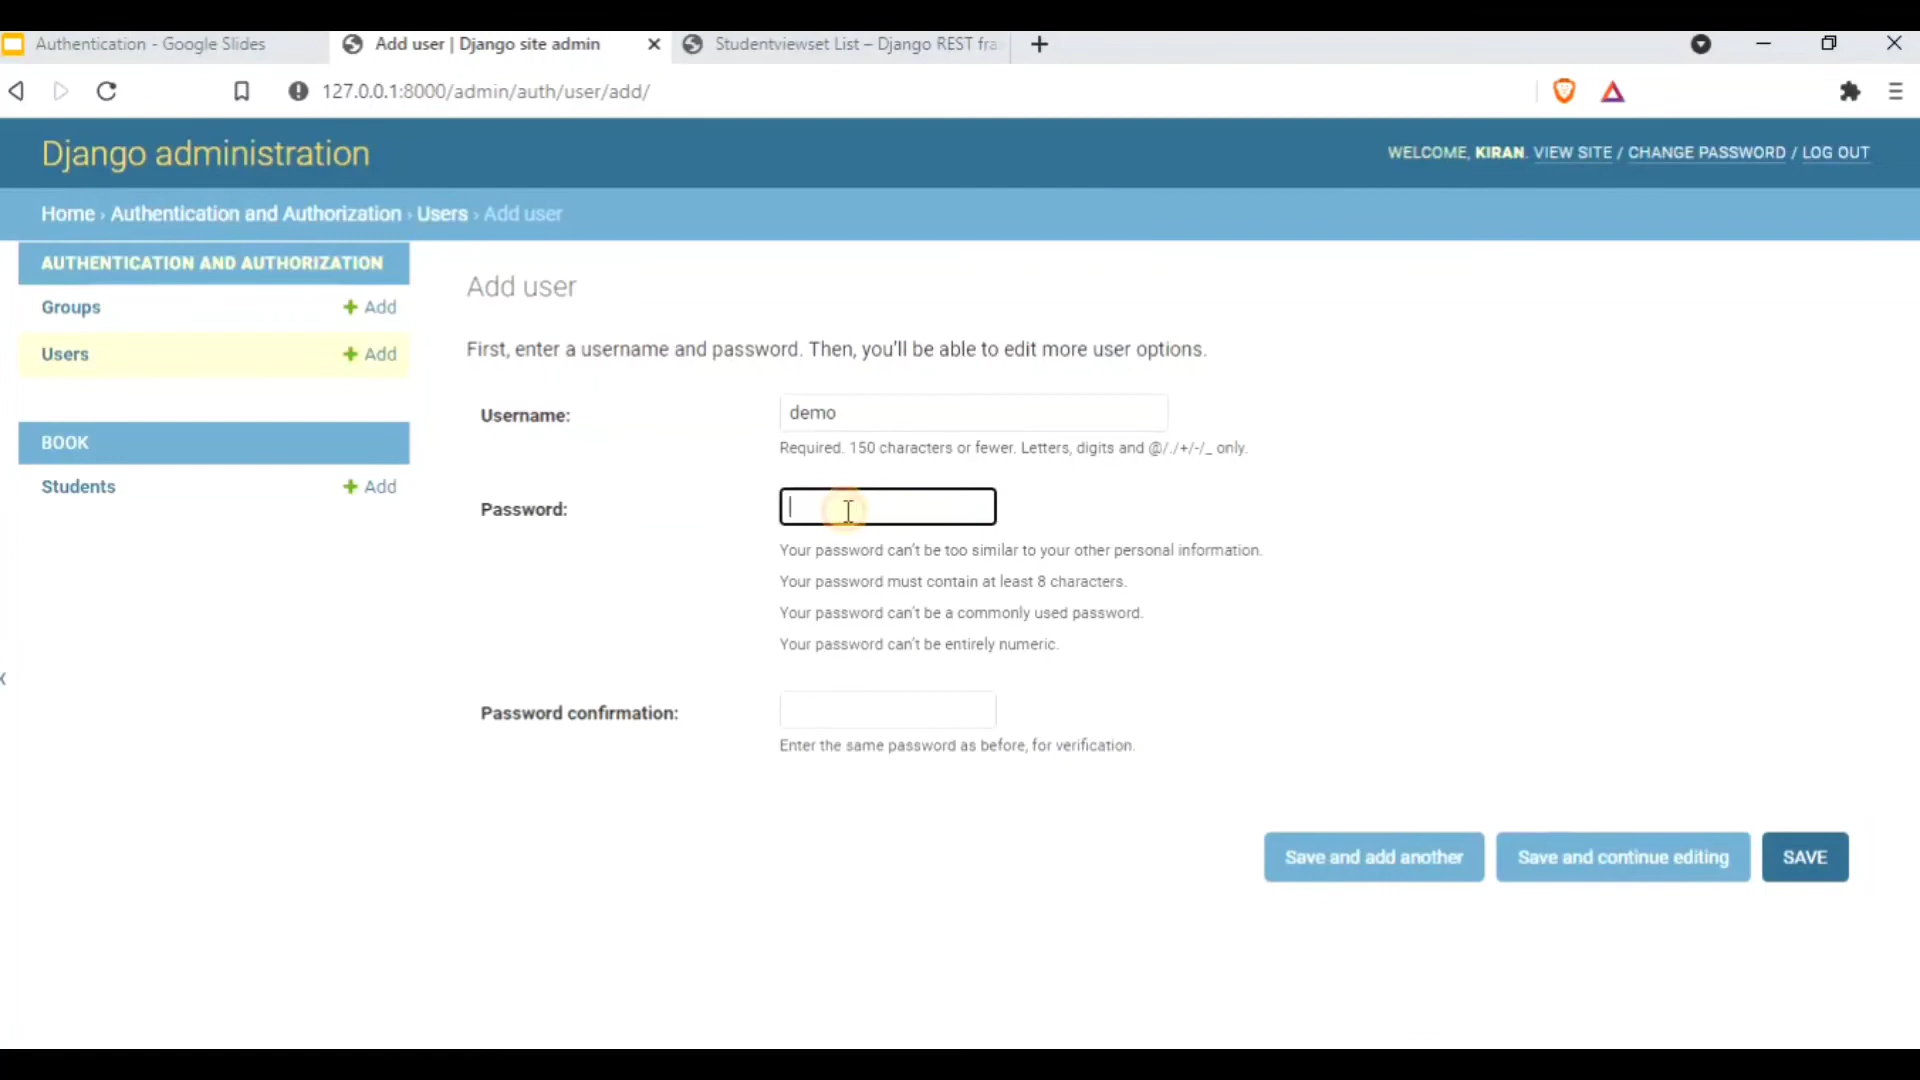 Authentication - Google Slides
Add user | Django site admin
Studentviewset List – Django REST fra
127.0.0.1:8000/admin/auth/user/add/
Django administration
WELCOME, KIRAN. VIEW SITE / CHANGE PASSWORD / LOG OUT
Home › Authentication and Authorization › Users › Add user
AUTHENTICATION AND AUTHORIZATION
Groups + Add
Users + Add
BOOK
Students + Add
Add user
First, enter a username and password. Then, you'll be able to edit more user options.
Username: demo
Required. 150 characters or fewer. Letters, digits and @/./+/-/_ only.
Password:
Your password can't be too similar to your other personal information.
Your password must contain at least 8 characters.
Your password can't be a commonly used password.
Your password can't be entirely numeric.
Password confirmation:
Enter the same password as before, for verification.
Save and add another
Save and continue editing
SAVE